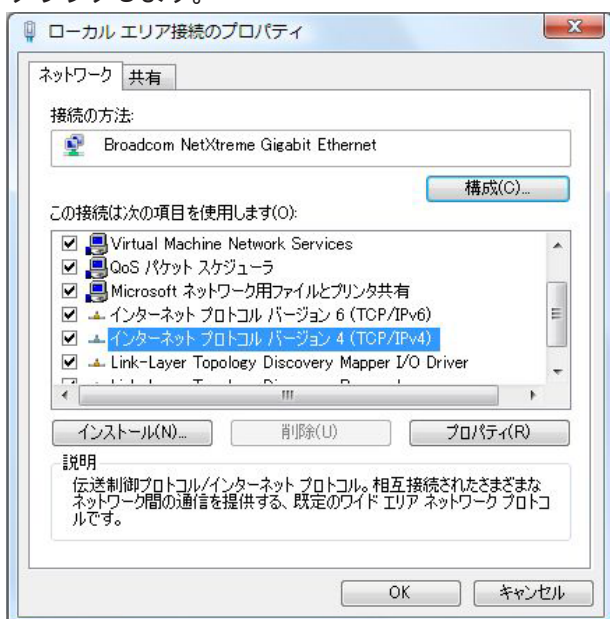 クリックします。
ローカル エリア接続のプロパティ
ネットワーク 共有
接続の方法:
Broadcom NetXtreme Gigabit Ethernet
構成(C)...
この接続は次の項目を使用します(O):
Virtual Machine Network Services
QoS パケット スケジューラ
Microsoft ネットワーク用ファイルとプリンタ共有
インターネット プロトコル バージョン 6 (TCP/IPv6)
インターネット プロトコル バージョン 4 (TCP/IPv4)
Link-Layer Topology Discovery Mapper I/O Driver
インストール(N)... 削除(U) プロパティ(R)
説明
伝送制御プロトコル/インターネット プロトコル。相互接続されたさまざまな
ネットワーク間の通信を提供する、既定のワイド エリア ネットワーク プロトコ
ルです。
OK キャンセル